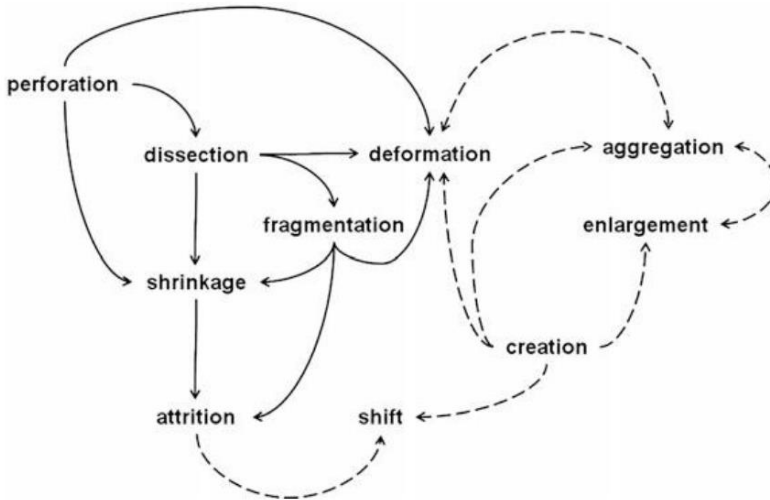 perforation
dissection
deformation
aggregation
fragmentation
enlargement
shrinkage
creation
attrition
shift